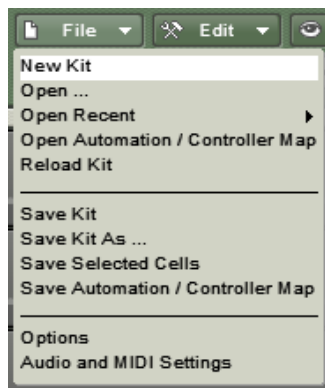 File Edit
New Kit
Open ...
Open Recent
Open Automation / Controller Map
Reload Kit
Save Kit
Save Kit As ...
Save Selected Cells
Save Automation / Controller Map
Options
Audio and MIDI Settings